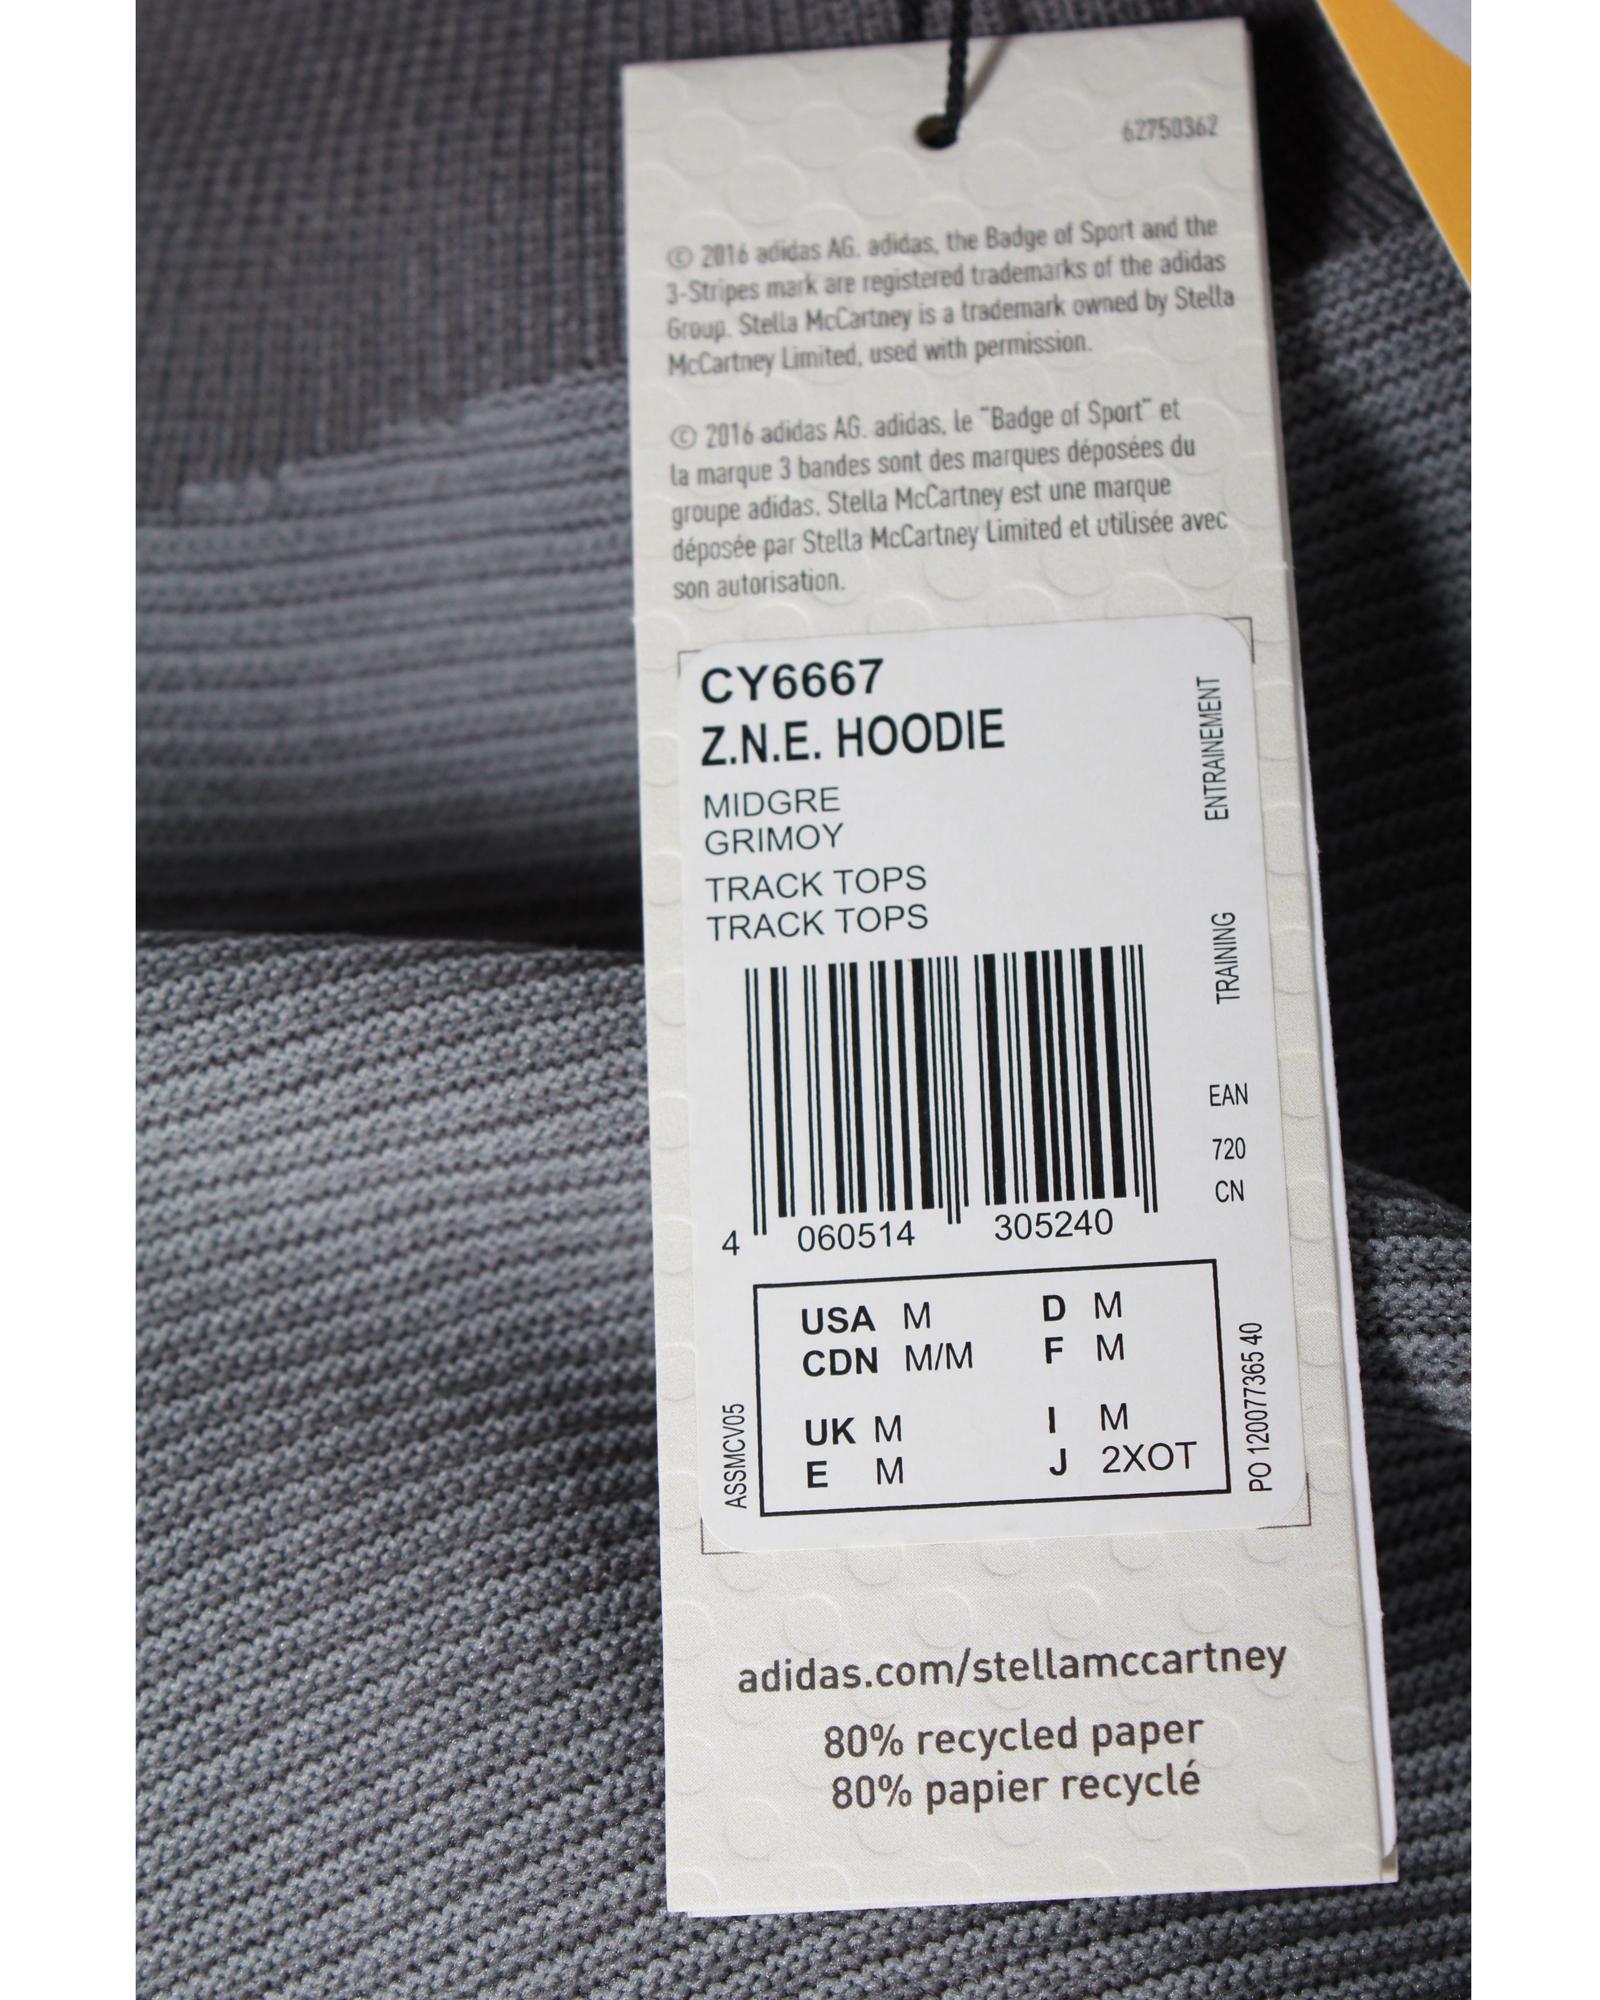 62750362
© 2016 adidas AG. adidas, the Badge of Sport and the
3-Stripes mark are registered trademarks of the adidas
Group. Stella McCartney is a trademark owned by Stella
McCartney Limited, used with permission.
© 2016 adidas AG. adidas, le "Badge of Sport" et
la marque 3 bandes sont des marques déposées du
groupe adidas. Stella McCartney est une marque
déposée par Stella McCartney Limited et utilisée avec
son autorisation.
CY6667
Z.N.E. HOODIE
MIDGRE
GRIMOY
TRACK TOPS
TRACK TOPS
ENTRAINEMENT
TRAINING
EAN
720
CN
4 060514 305240
USA M D M
CDN M/M F M
UK M I M
E M J 2XOT
ASSMCV05
PO 120077365 40
adidas.com/stellamccartney
80% recycled paper
80% papier recyclé